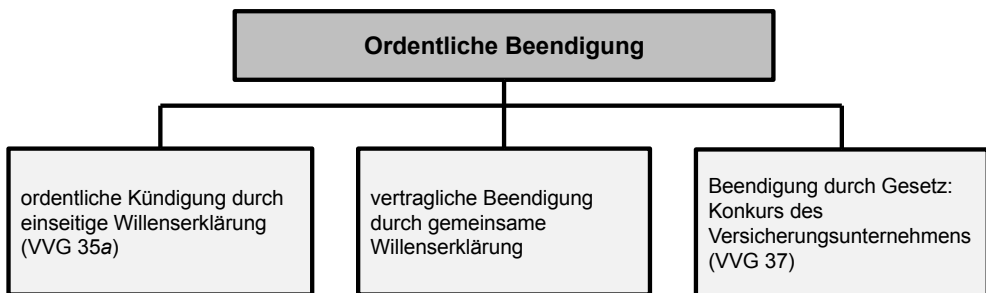 Ordentliche Beendigung
ordentliche Kündigung durch
einseitige Willenserklärung
(VVG 35a)
vertragliche Beendigung
durch gemeinsame
Willenserklärung
Beendigung durch Gesetz:
Konkurs des
Versicherungsunternehmens
(VVG 37)